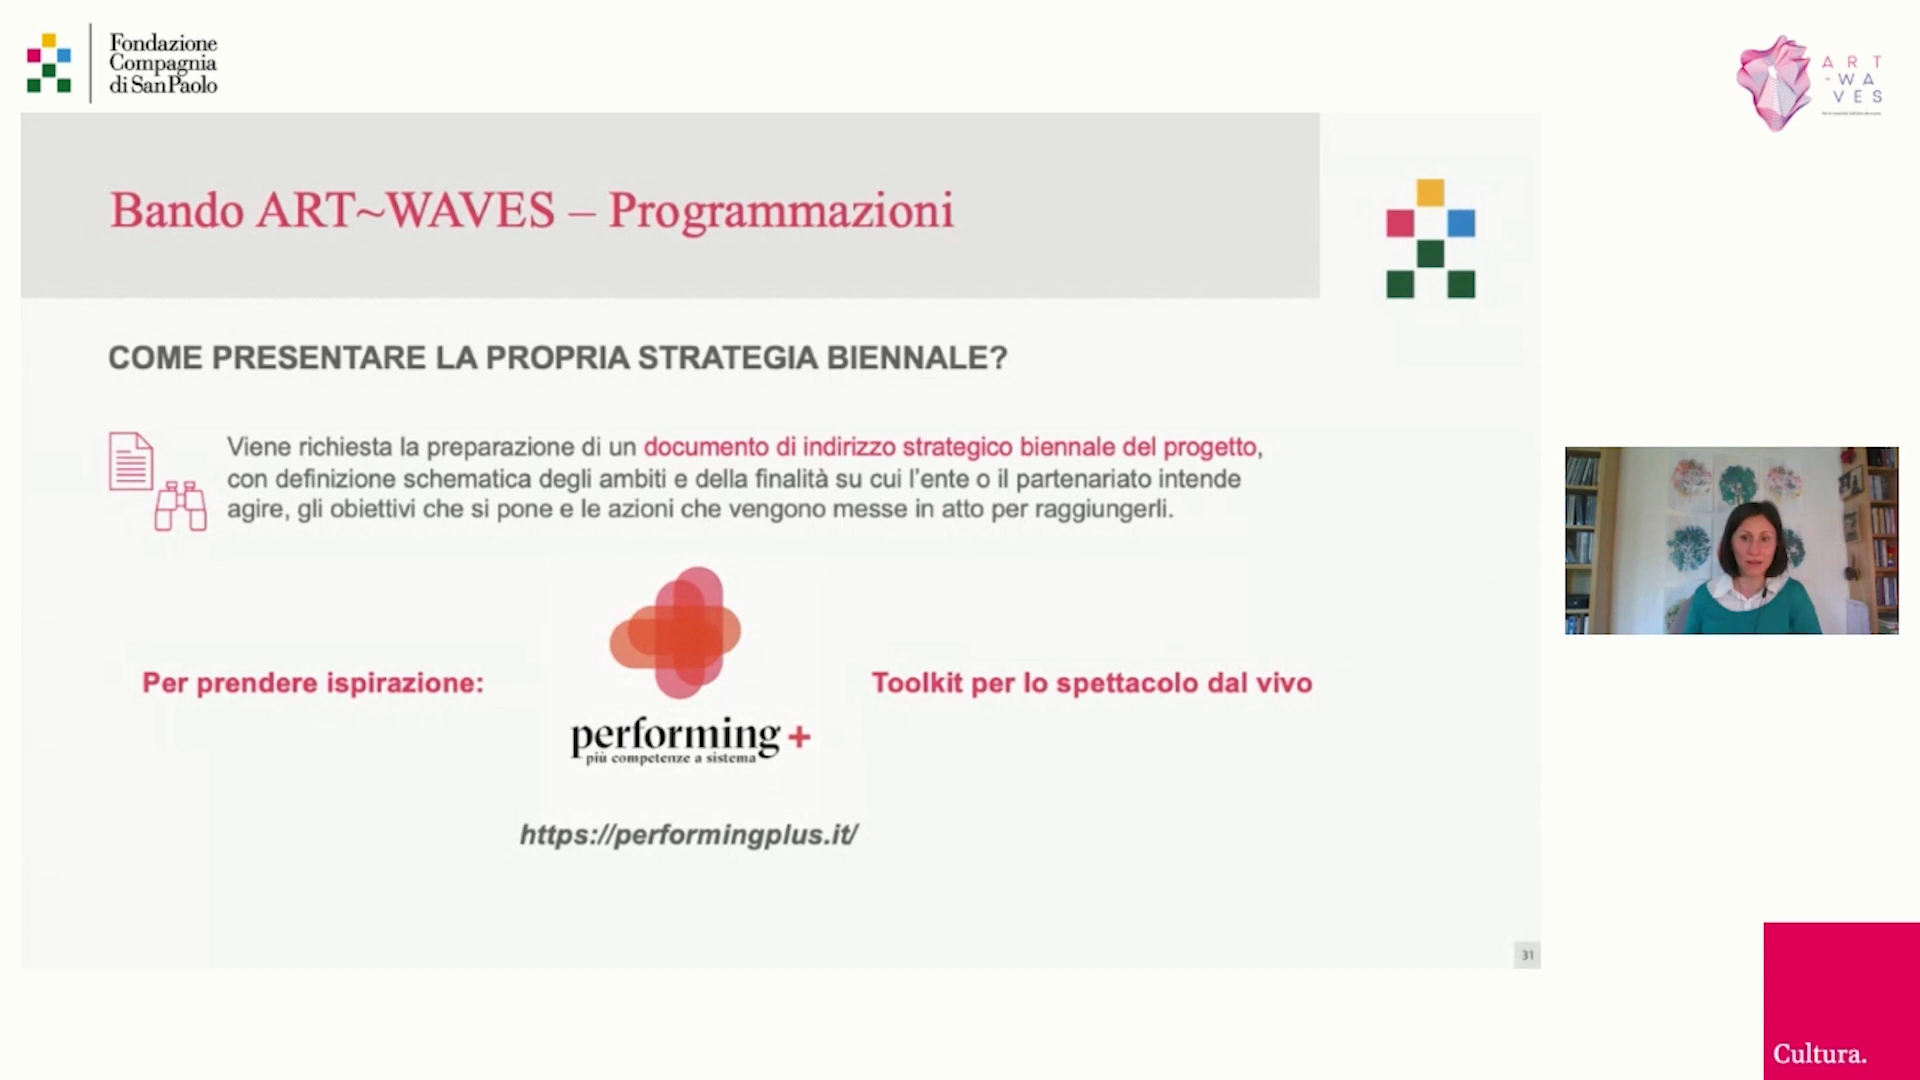 Fondazione
Compagnia
di San Paolo
ART
-WA
VES
Bando ART~WAVES – Programmazioni
COME PRESENTARE LA PROPRIA STRATEGIA BIENNALE?
Viene richiesta la preparazione di un documento di indirizzo strategico biennale del progetto,
con definizione schematica degli ambiti e della finalità su cui l'ente o il partenariato intende
agire, gli obiettivi che si pone e le azioni che vengono messe in atto per raggiungerli.
Per prendere ispirazione:
performing+
più competenze a sistema
Toolkit per lo spettacolo dal vivo
https://performingplus.it/
31
Cultura.